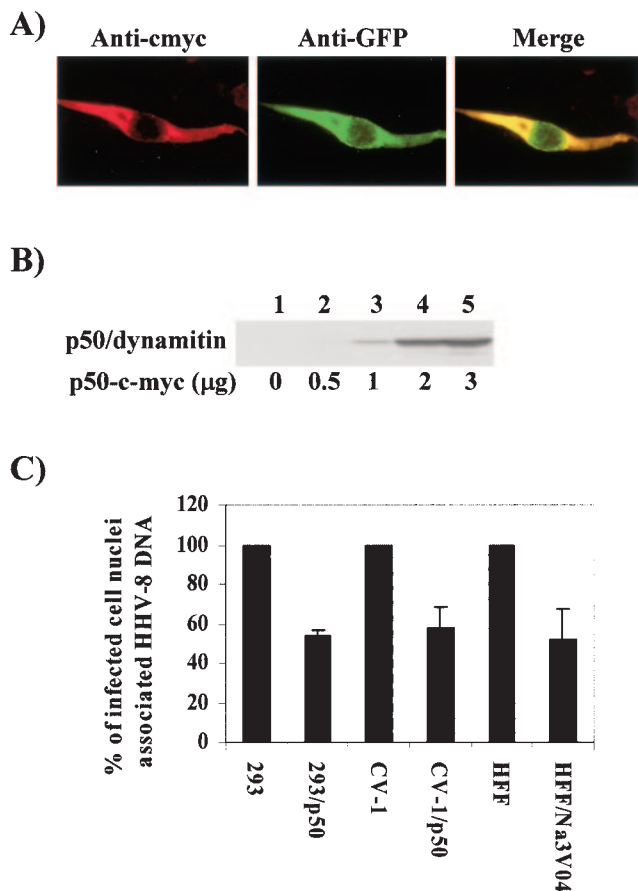 A)
Anti-cmyc Anti-GFP Merge
B)
1 2 3 4 5
p50/dynamitin
p50-c-myc (µg) 0 0.5 1 2 3
C)
% of infected cell nuclei
associated HHV-8 DNA
120
100
80
60
40
20
0
293 293/p50 CV-1 CV-1/p50 HFF HFF/Na3V04